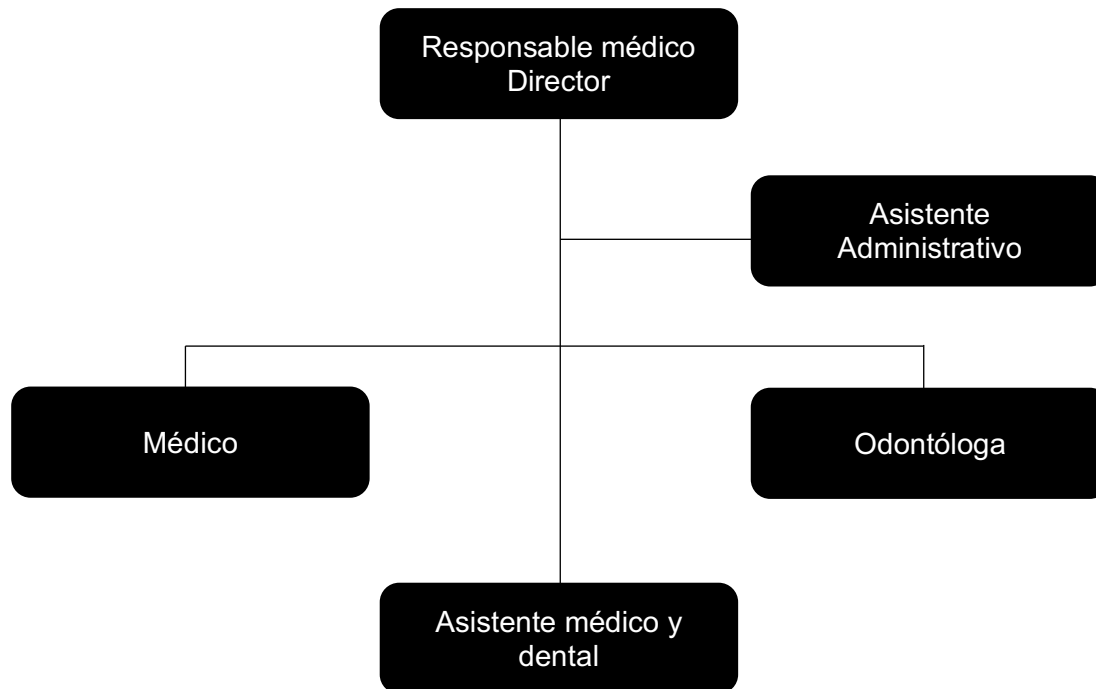 Responsable médico
Director
Asistente
Administrativo
Médico
Odontóloga
Asistente médico y
dental